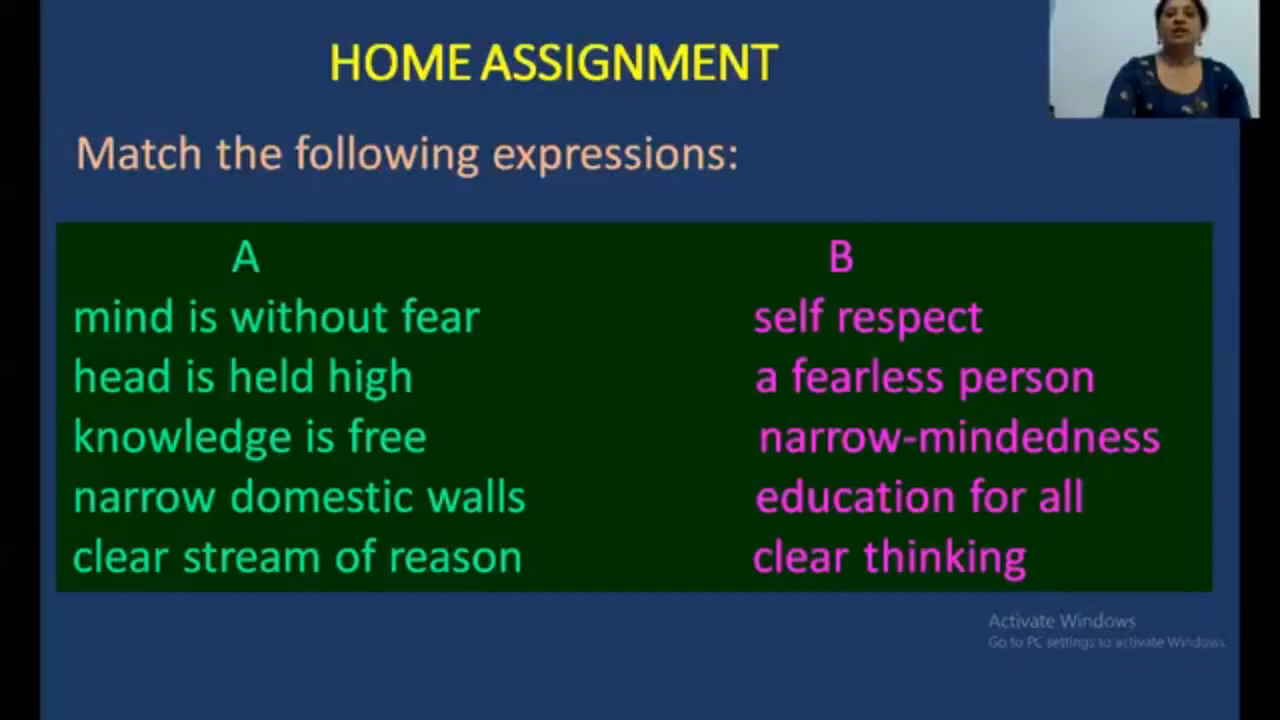 HOME ASSIGNMENT
Match the following expressions:
A B
mind is without fear self respect
head is held high a fearless person
knowledge is free narrow-mindedness
narrow domestic walls education for all
clear stream of reason clear thinking
Activate Windows
Go to PC settings to activate Windows.